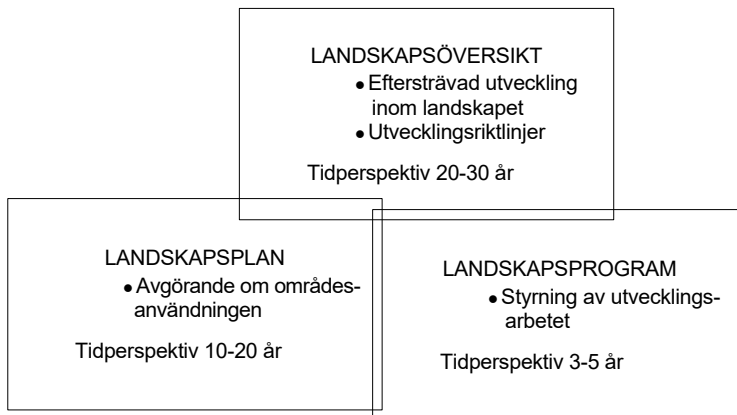 LANDSKAPSÖVERSIKT
• Eftersträvad utveckling
inom landskapet
• Utvecklingsriktlinjer
Tidperspektiv 20-30 år
LANDSKAPSPLAN
• Avgörande om områdes-
användningen
Tidperspektiv 10-20 år
LANDSKAPSPROGRAM
• Styrning av utvecklings-
arbetet
Tidperspektiv 3-5 år